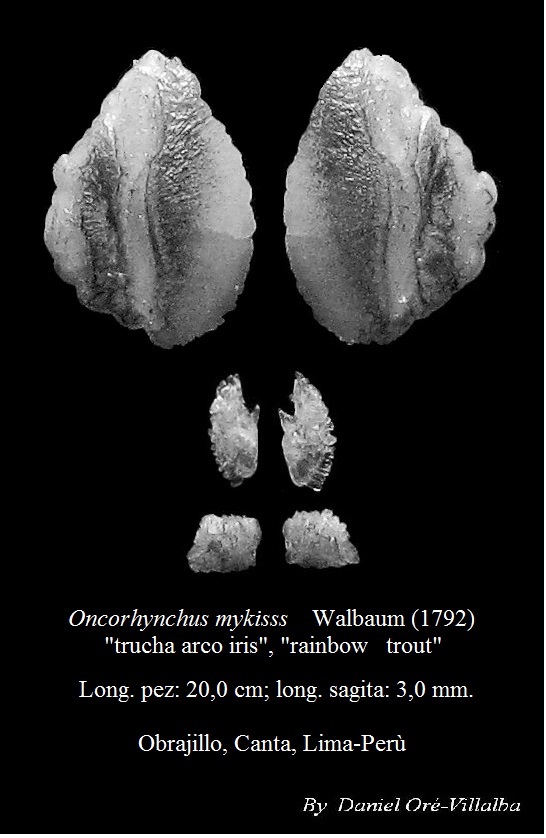 Oncorhynchus mykisss Walbaum (1792)
"trucha arco iris", "rainbow trout"
Long. pez: 20,0 cm; long. sagita: 3,0 mm.
Obrajillo, Canta, Lima-Perù
By Daniel Oré-Villalba